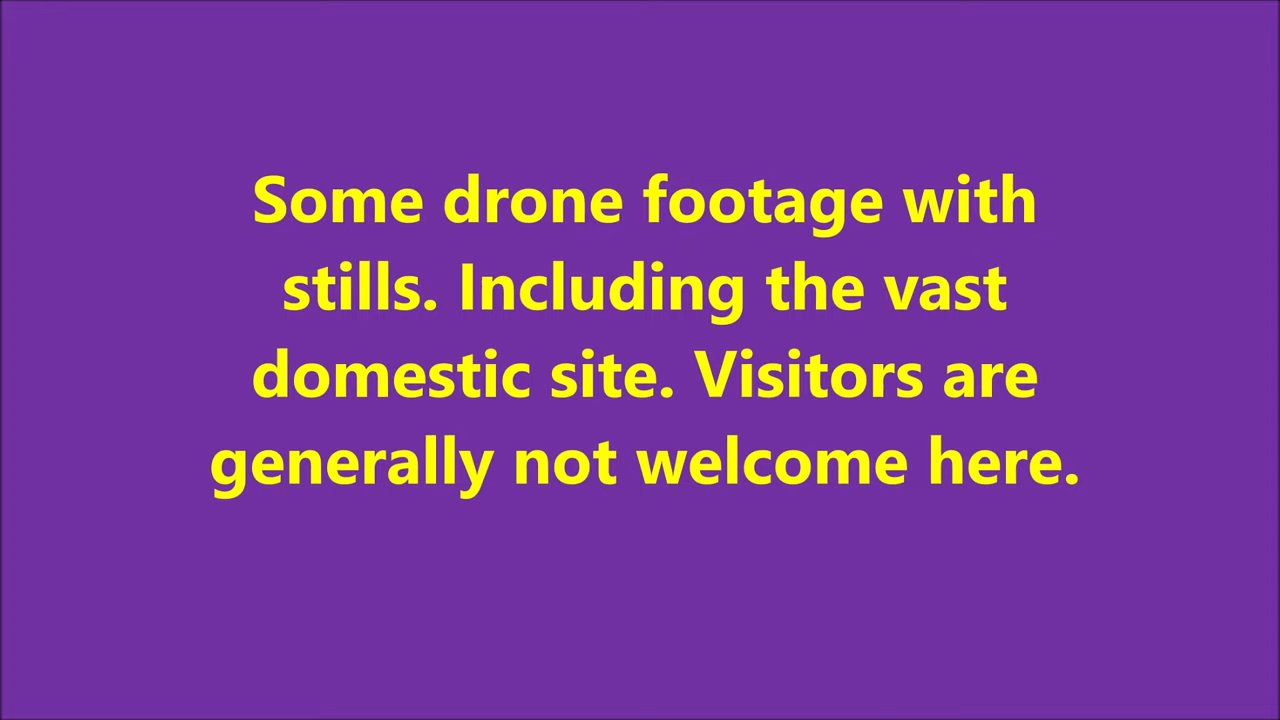 Some drone footage with
stills. Including the vast
domestic site. Visitors are
generally not welcome here.